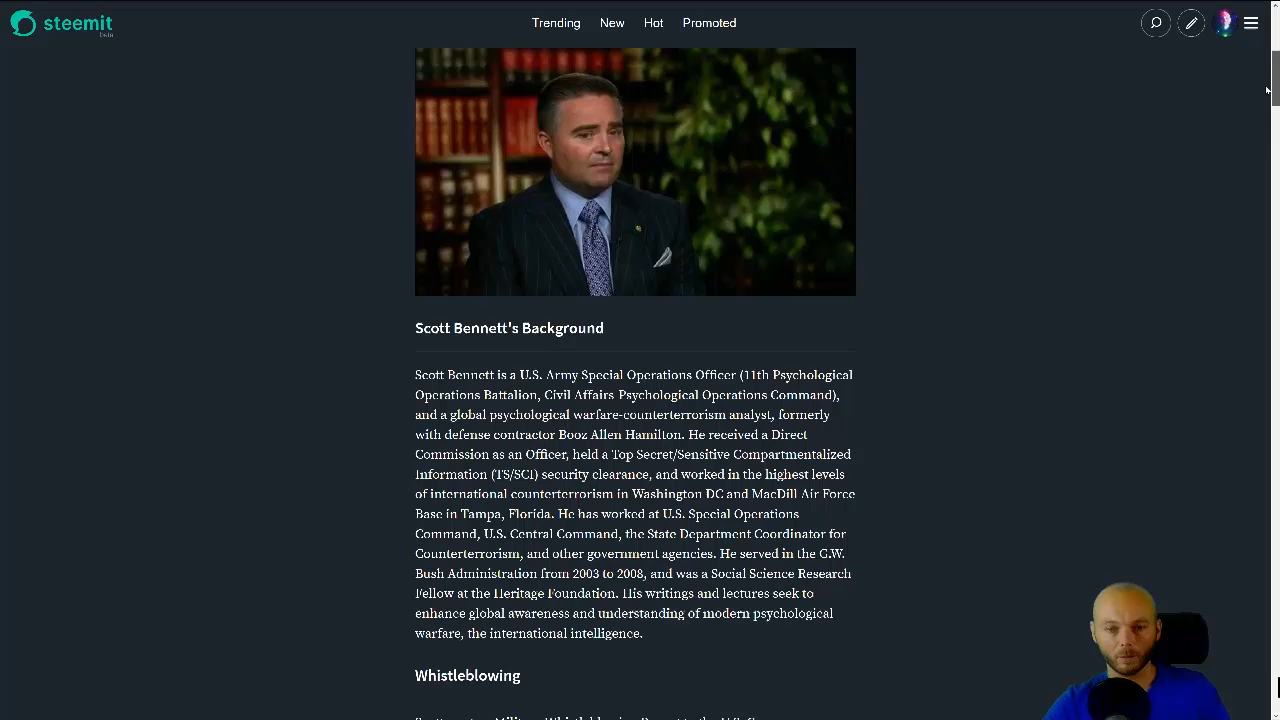 steemit
beta
Trending New Hot Promoted
Scott Bennett's Background
Scott Bennett is a U.S. Army Special Operations Officer (11th Psychological
Operations Battalion, Civil Affairs-Psychological Operations Command),
and a global psychological warfare-counterterrorism analyst, formerly
with defense contractor Booz Allen Hamilton. He received a Direct
Commission as an Officer, held a Top Secret/Sensitive Compartmentalized
Information (TS/SCI) security clearance, and worked in the highest levels
of international counterterrorism in Washington DC and MacDill Air Force
Base in Tampa, Florida. He has worked at U.S. Special Operations
Command, U.S. Central Command, the State Department Coordinator for
Counterterrorism, and other government agencies. He served in the G.W.
Bush Administration from 2003 to 2008, and was a Social Science Research
Fellow at the Heritage Foundation. His writings and lectures seek to
enhance global awareness and understanding of modern psychological
warfare, the international intelligence.
Whistleblowing